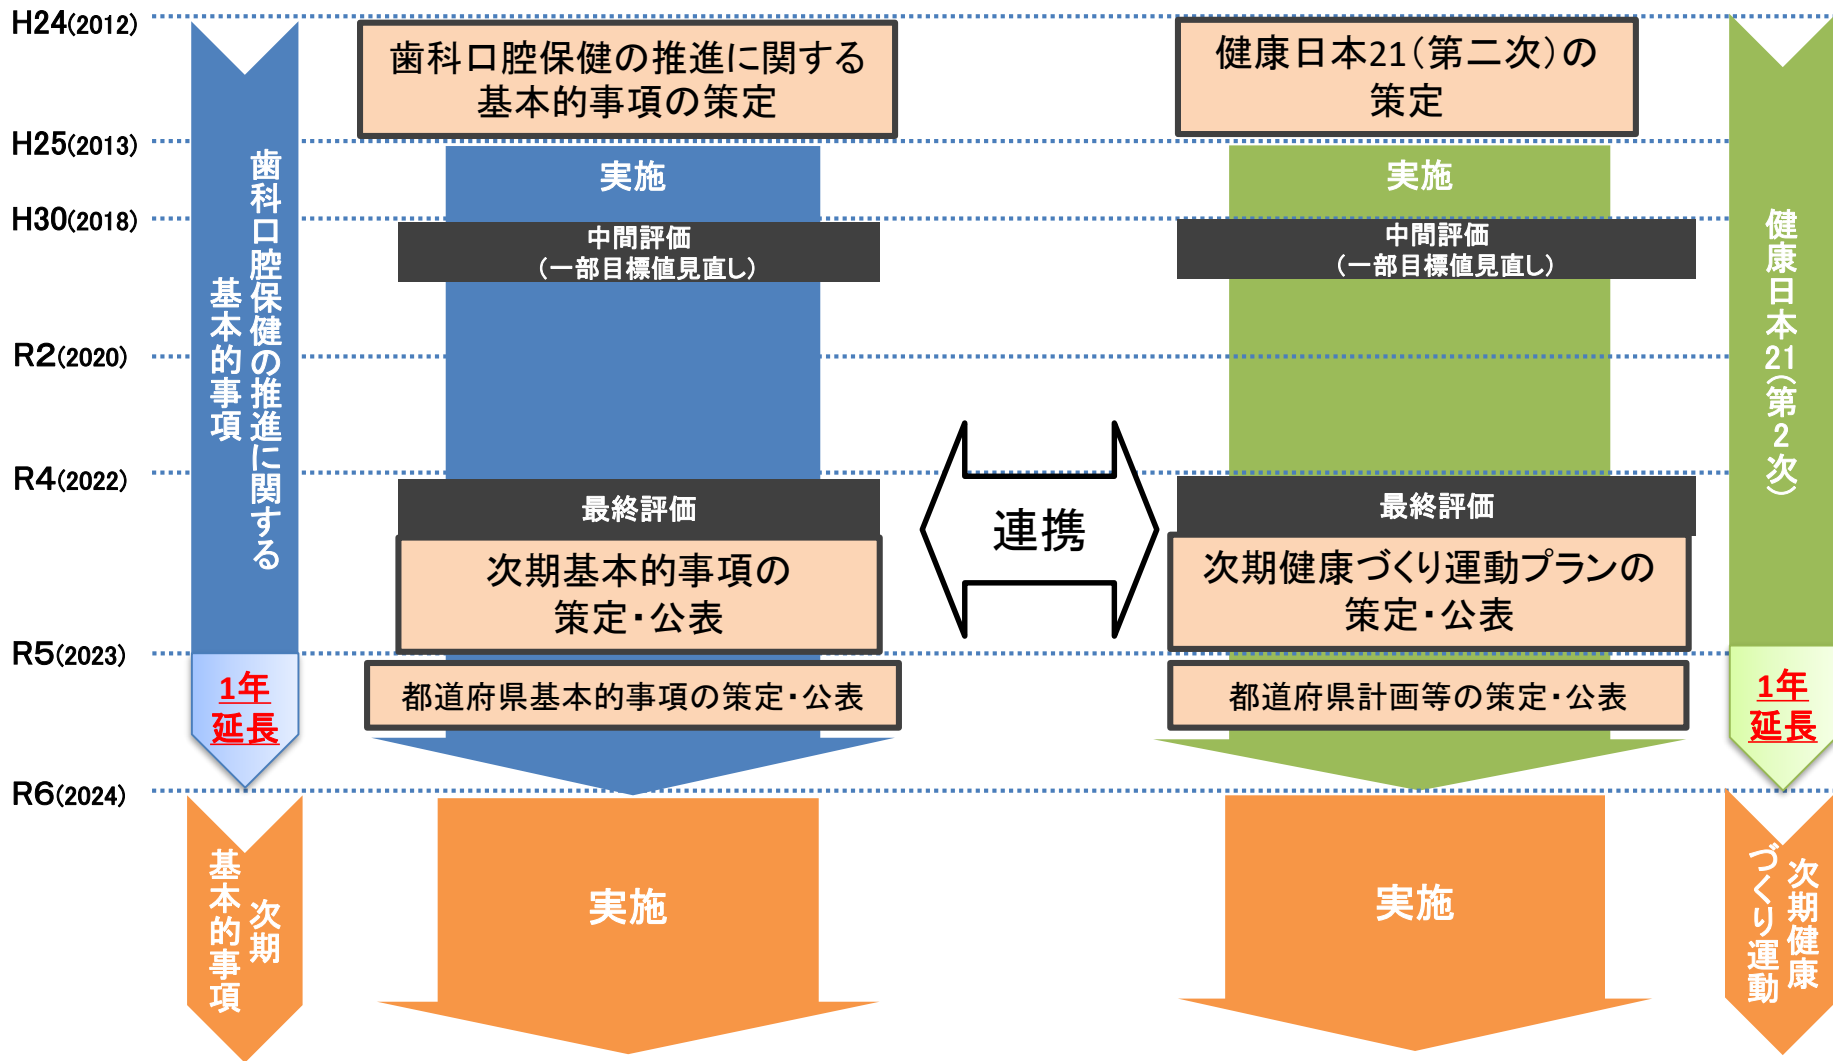 H24(2012)
歯科口腔保健の推進に関する
基本的事項の策定
健康日本21(第二次)の
策定
H25(2013)
実施
実施
H30(2018)
中間評価
(一部目標値見直し)
中間評価
(一部目標値見直し)
歯科口腔保健の推進に関する
基本的事項
健康日本21(第2次)
R2(2020)
R4(2022)
最終評価
連携
最終評価
次期基本的事項の
策定・公表
次期健康づくり運動プランの
策定・公表
R5(2023)
1年
延長
都道府県基本的事項の策定・公表
都道府県計画等の策定・公表
1年
延長
R6(2024)
次期
基本的事項
実施
実施
次期健康
づくり運動